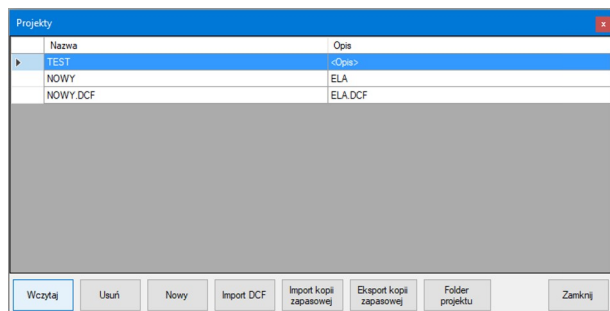 Projekty
x
Nazwa Opis
TEST <Opis>
NOWY ELA
NOWY.DCF ELA.DCF
Wczytaj Usuń Nowy Import DCF Import kopii zapasowej Eksport kopii zapasowej Folder projektu Zamknij